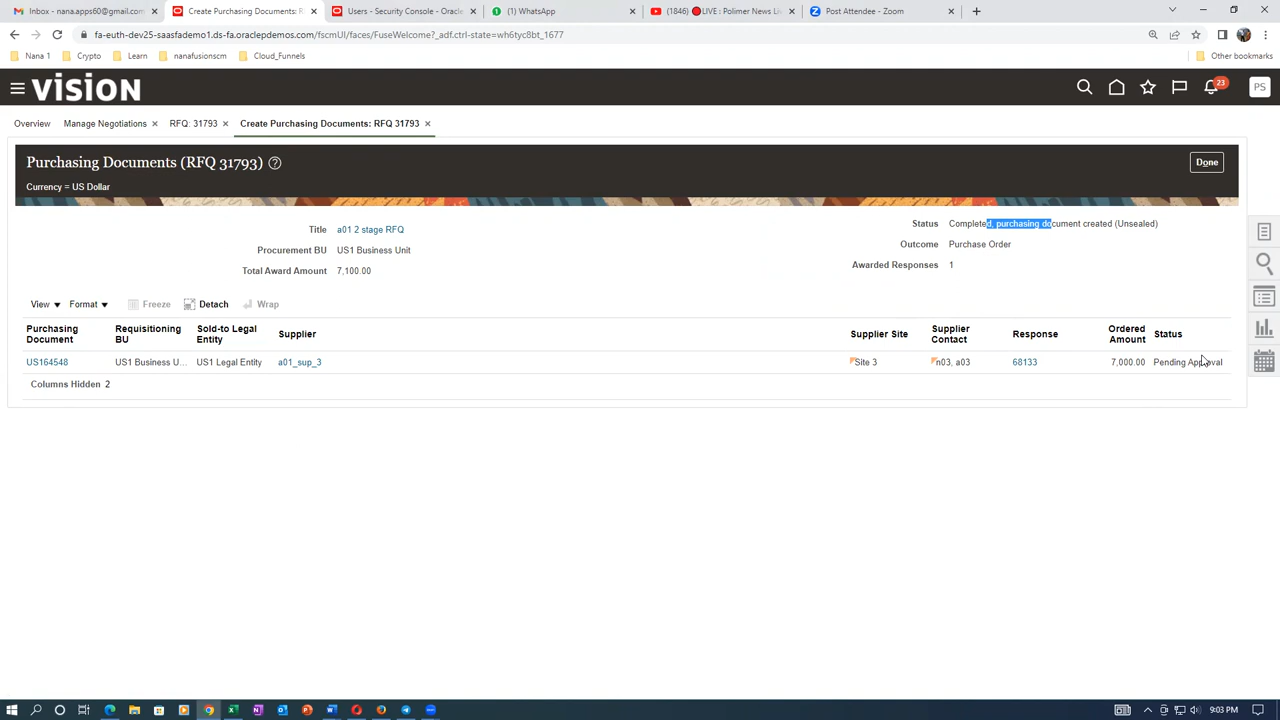 Inbox - nana.apps60@gmail.com
Create Purchasing Documents: R
Users - Security Console - Oracle
(1) WhatsApp
(1846) 🔴LIVE : Polimer News Li
Post Attendee - Zoom
fa-euth-dev25-saasfademo1.ds-fa.oraclepdemos.com/fscmUI/faces/FuseWelcome?_adf.ctrl-state=wh6tyc8bt_1677
Nana 1
Crypto
Learn
nanafusionscm
Cloud_Funnels
Other bookmarks
VISION
23
PS
Overview
Manage Negotiations
RFQ: 31793
Create Purchasing Documents: RFQ 31793
Purchasing Documents (RFQ 31793)
Done
Currency = US Dollar
Title a01 2 stage RFQ
Procurement BU US1 Business Unit
Total Award Amount 7,100.00
Status Completed, purchasing document created (Unsealed)
Outcome Purchase Order
Awarded Responses 1
View Format Freeze Detach Wrap
Purchasing Document Requisitioning BU Sold-to Legal Entity Supplier Supplier Site Supplier Contact Response Ordered Amount Status
US164548 US1 Business U... US1 Legal Entity a01_sup_3 Site 3 n03, a03 68133 7,000.00 Pending Approval
Columns Hidden 2
9:03 PM